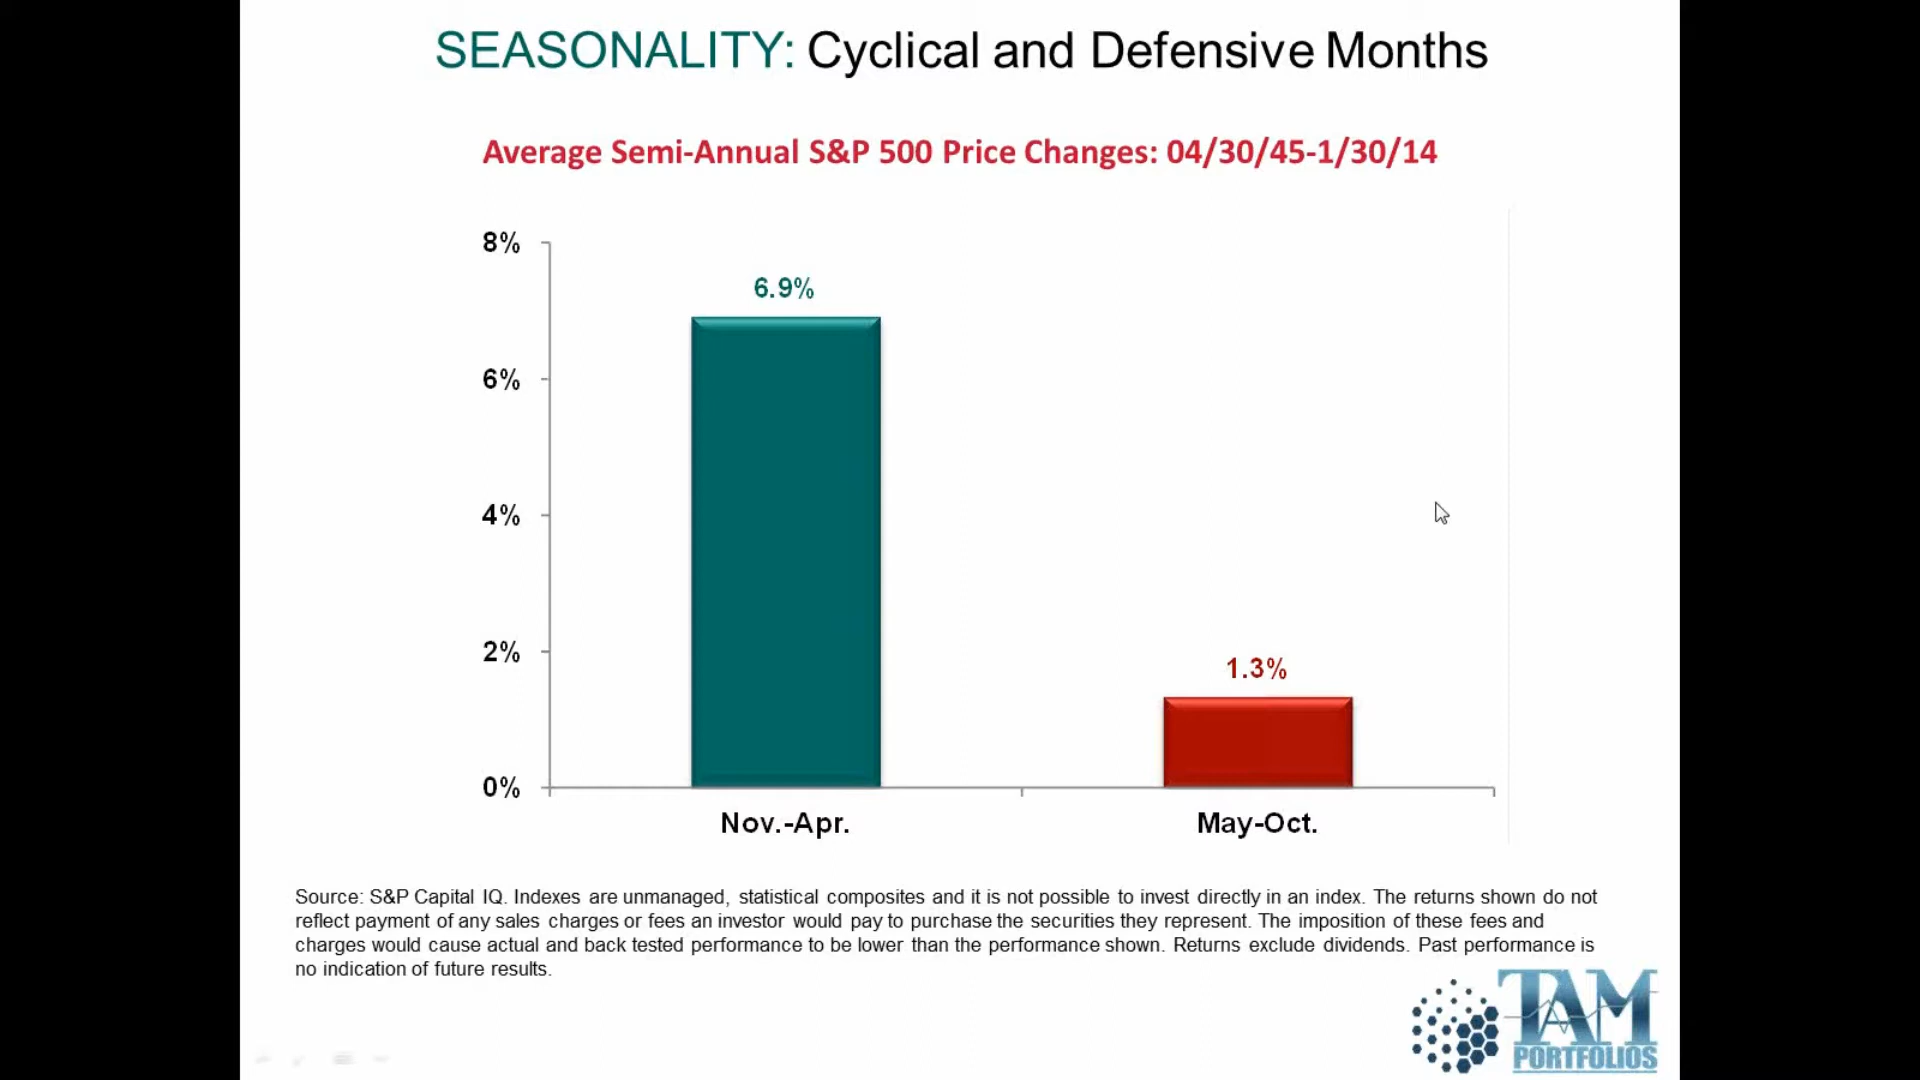 SEASONALITY: Cyclical and Defensive Months
Average Semi-Annual S&P 500 Price Changes: 04/30/45-1/30/14
8%
6.9%
6%
4%
2%
1.3%
0%
Nov.-Apr.
May-Oct.
Source: S&P Capital IQ. Indexes are unmanaged, statistical composites and it is not possible to invest directly in an index. The returns shown do not
reflect payment of any sales charges or fees an investor would pay to purchase the securities they represent. The imposition of these fees and
charges would cause actual and back tested performance to be lower than the performance shown. Returns exclude dividends. Past performance is
no indication of future results.
TAM
PORTFOLIOS